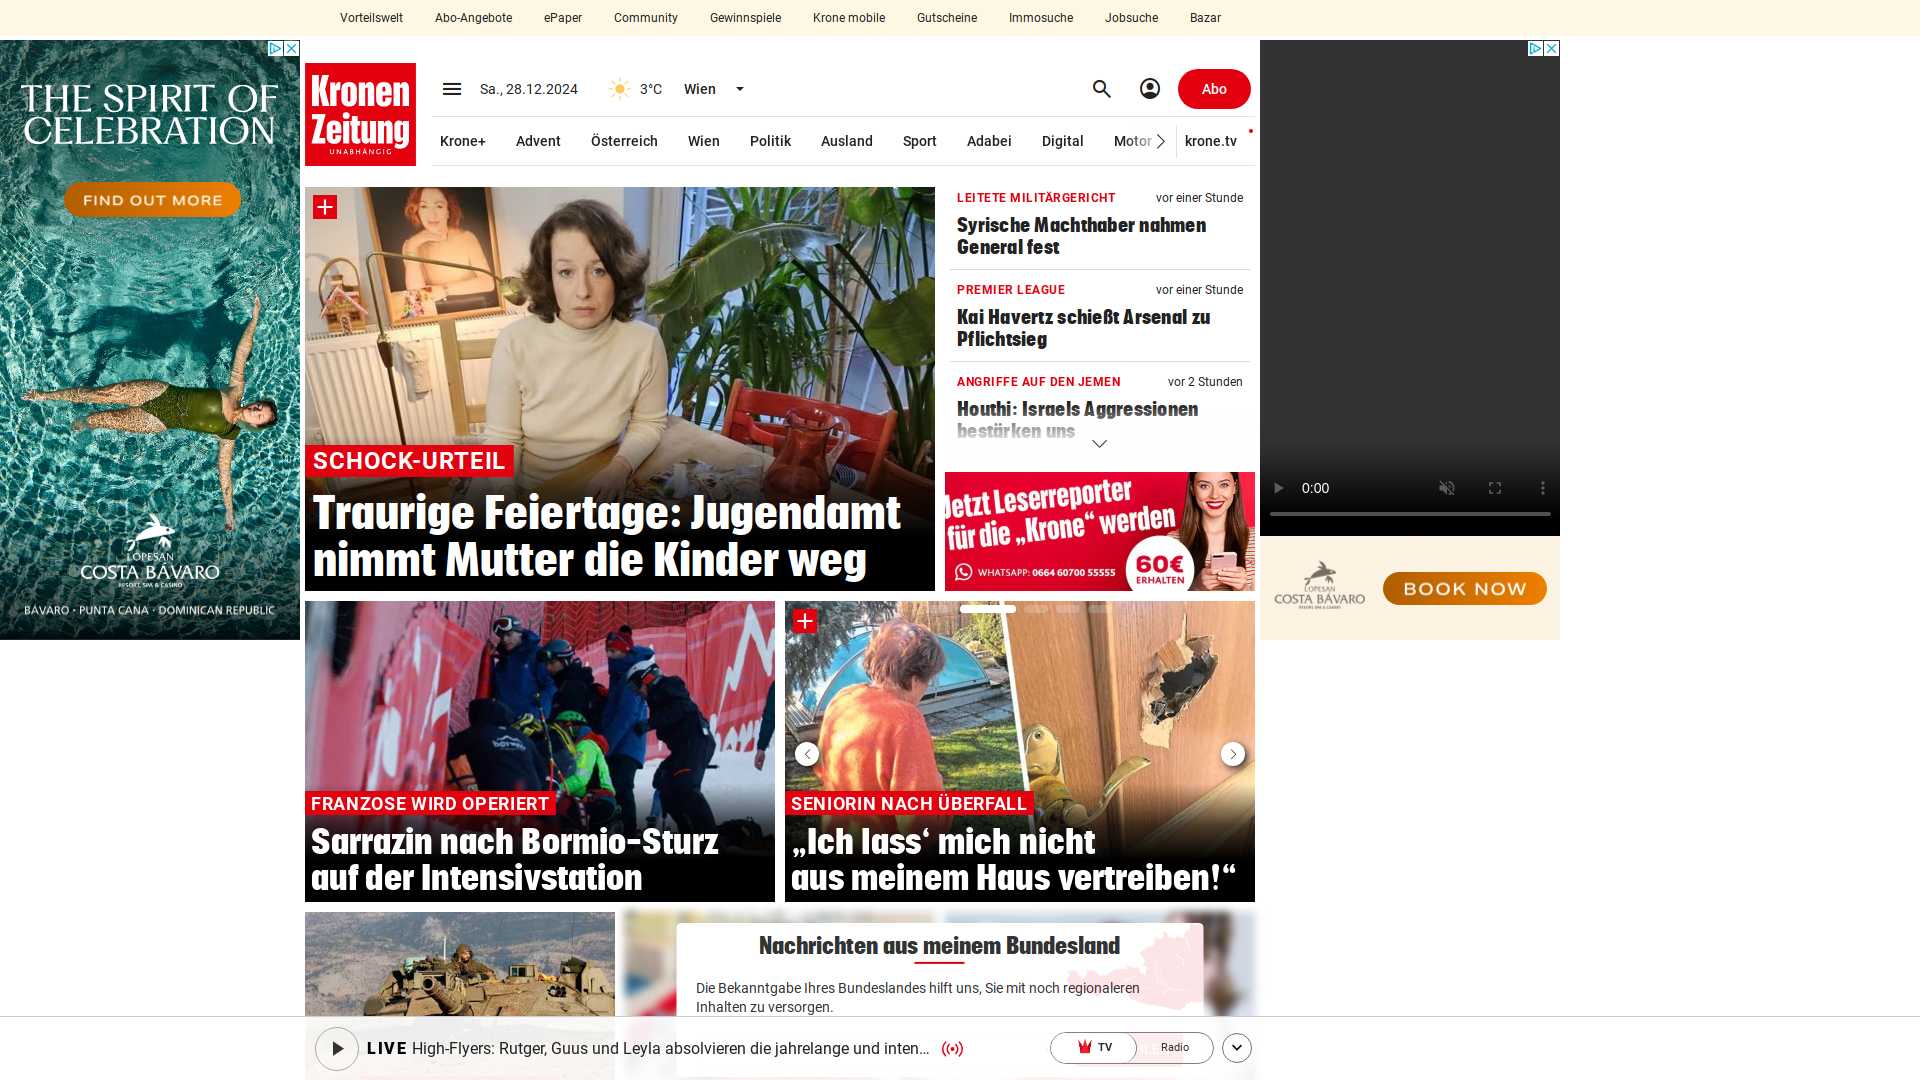 Vorteilswelt
Abo-Angebote
ePaper
Community
Gewinnspiele
Krone mobile
Gutscheine
Immosuche
Jobsuche
Bazar
THE SPIRIT OF
CELEBRATION
FIND OUT MORE
LOPESAN
COSTA BÁVARO
RESORT, SPA & CASINO
BÁVARO · PUNTA CANA · DOMINICAN REPUBLIC
Kronen
Zeitung
UNABHÄNGIG
Sa., 28.12.2024
3°C
Wien
Abo
Krone+
Advent
Österreich
Wien
Politik
Ausland
Sport
Adabei
Digital
Motor
krone.tv
SCHOCK-URTEIL
Traurige Feiertage: Jugendamt
nimmt Mutter die Kinder weg
LEITETE MILITÄRGERICHT
vor einer Stunde
Syrische Machthaber nahmen
General fest
PREMIER LEAGUE
vor einer Stunde
Kai Havertz schießt Arsenal zu
Pflichtsieg
ANGRIFFE AUF DEN JEMEN
vor 2 Stunden
Houthi: Israels Aggressionen
bestärken uns
Jetzt Leserreporter
für die „Krone“ werden
WHATSAPP: 0664 60700 55555
60€
ERHALTEN
0:00
LOPESAN
COSTA BÁVARO
RESORT, SPA & CASINO
BOOK NOW
FRANZOSE WIRD OPERIERT
Sarrazin nach Bormio-Sturz
auf der Intensivstation
SENIORIN NACH ÜBERFALL
„Ich lass‘ mich nicht
aus meinem Haus vertreiben!“
Nachrichten aus meinem Bundesland
Die Bekanntgabe Ihres Bundeslandes hilft uns, Sie mit noch regionaleren
Inhalten zu versorgen.
LIVE High-Flyers: Rutger, Guus und Leyla absolvieren die jahrelange und inten...
TV
Radio